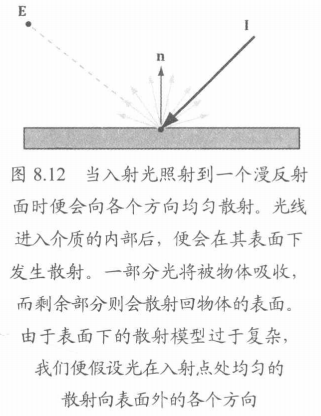 E
I
n
图 8.12 当入射光照射到一个漫反射
面时便会向各个方向均匀散射。光线
进入介质的内部后，便会在其表面下
发生散射。一部分光将被物体吸收，
而剩余部分则会散射回物体的表面。
由于表面下的散射模型过于复杂，
我们便假设光在入射点处均匀的
散射向表面外的各个方向